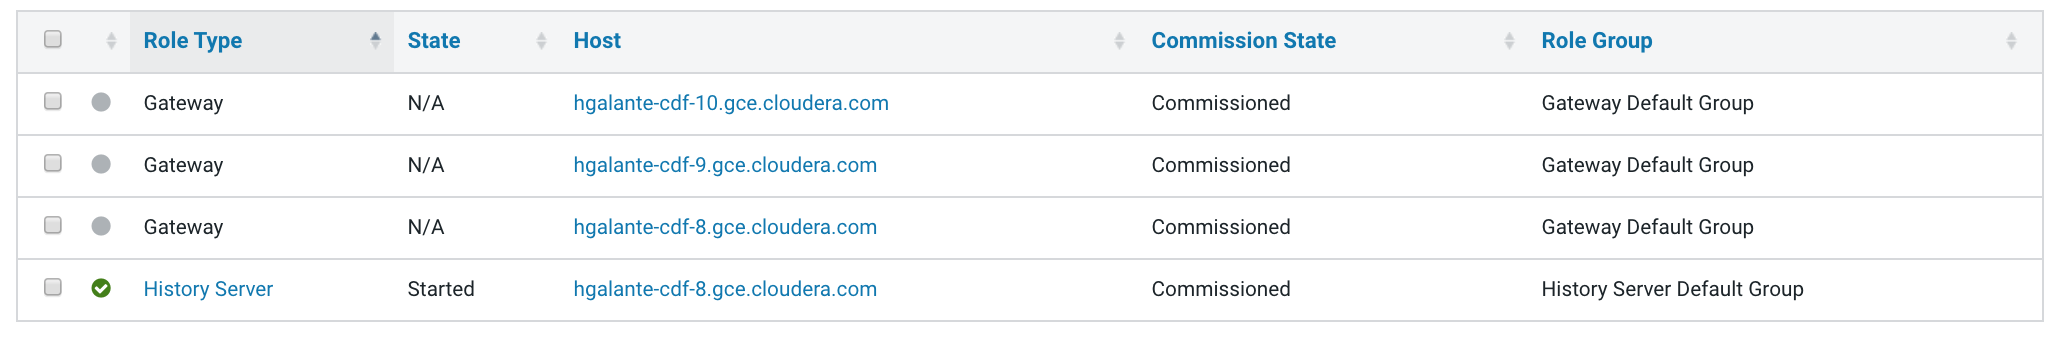 Role Type State Host Commission State Role Group
Gateway N/A hgalante-cdf-10.gce.cloudera.com Commissioned Gateway Default Group
Gateway N/A hgalante-cdf-9.gce.cloudera.com Commissioned Gateway Default Group
Gateway N/A hgalante-cdf-8.gce.cloudera.com Commissioned Gateway Default Group
History Server Started hgalante-cdf-8.gce.cloudera.com Commissioned History Server Default Group